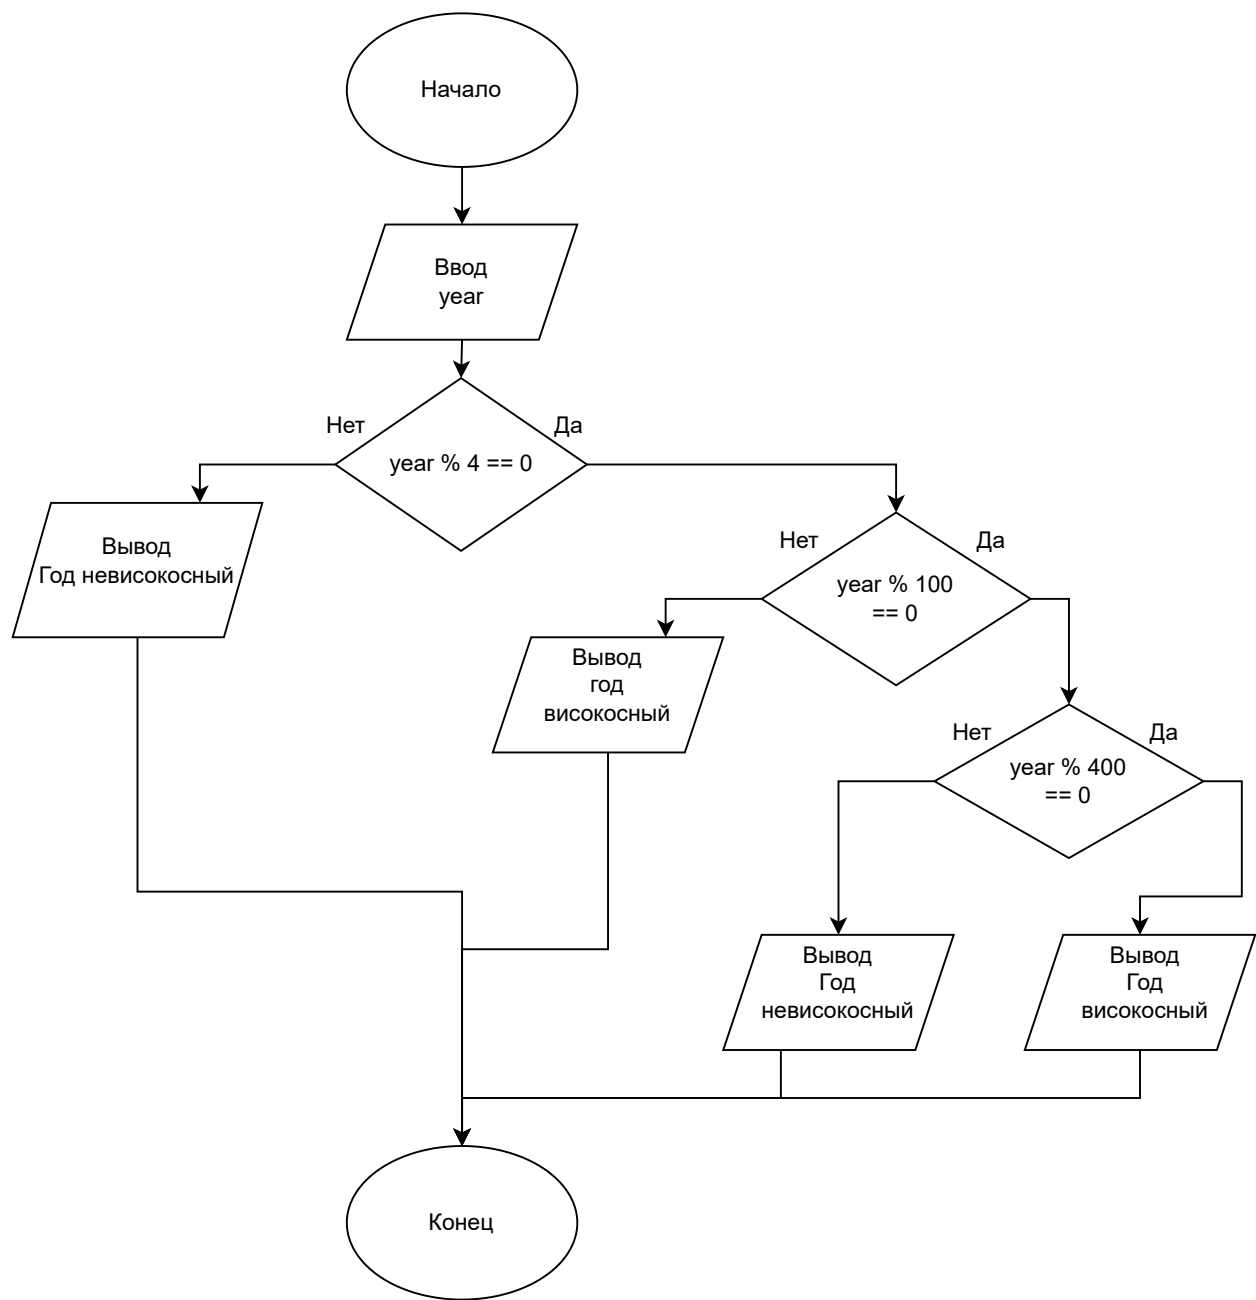 Начало
Ввод
year
Нет
Да
year % 4 == 0
Вывод
Год невисокосный
Нет
Да
year % 100
== 0
Вывод
год
високосный
Нет
Да
year % 400
== 0
Вывод
Год
невисокосный
Вывод
Год
високосный
Конец